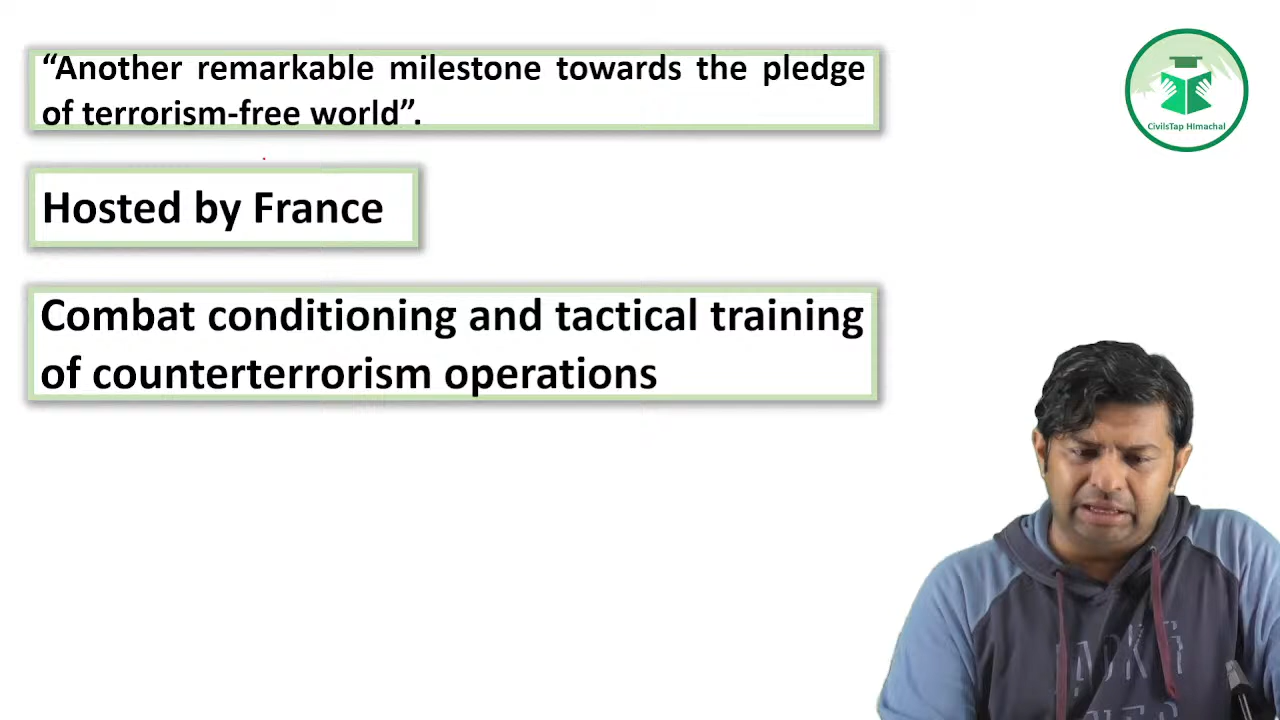 “Another remarkable milestone towards the pledge
of terrorism-free world”.
CivilsTap HImachal
Hosted by France
Combat conditioning and tactical training
of counterterrorism operations